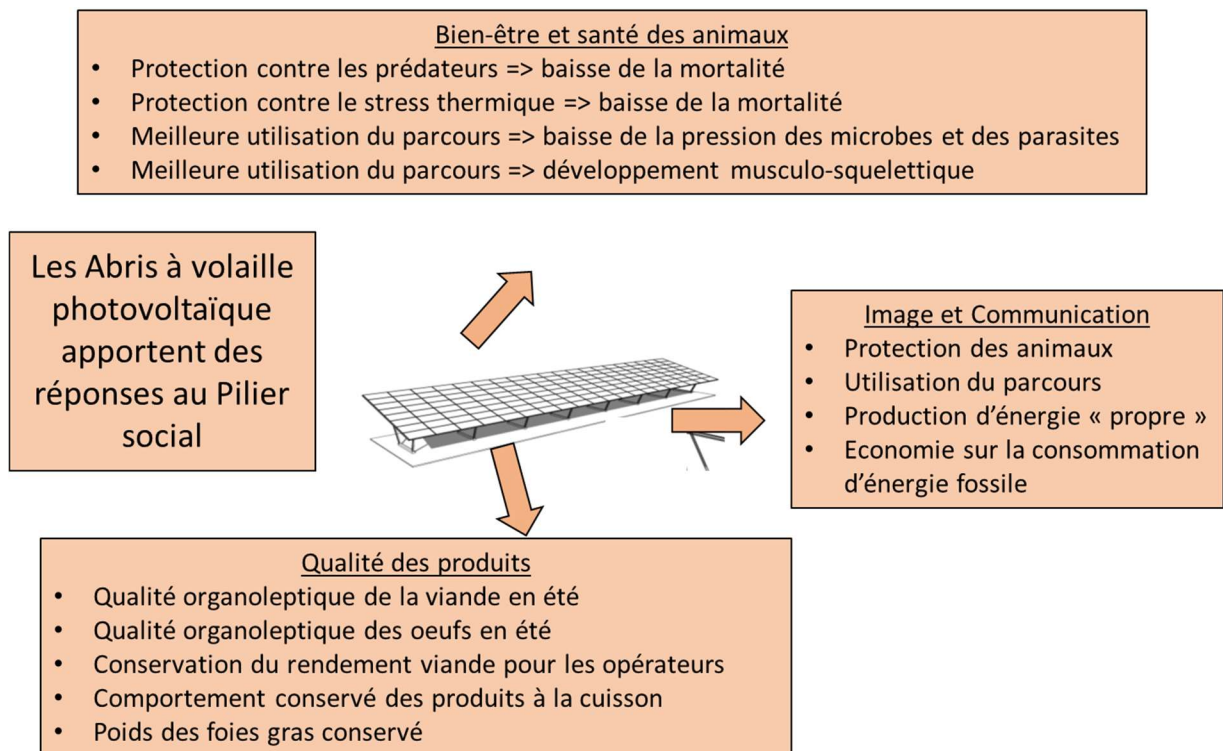 Bien-être et santé des animaux
• Protection contre les prédateurs => baisse de la mortalité
• Protection contre le stress thermique => baisse de la mortalité
• Meilleure utilisation du parcours => baisse de la pression des microbes et des parasites
• Meilleure utilisation du parcours => développement musculo-squelettique
Les Abris à volaille
photovoltaïque
apportent des
réponses au Pilier
social
Image et Communication
• Protection des animaux
• Utilisation du parcours
• Production d’énergie « propre »
• Economie sur la consommation
d’énergie fossile
Qualité des produits
• Qualité organoleptique de la viande en été
• Qualité organoleptique des oeufs en été
• Conservation du rendement viande pour les opérateurs
• Comportement conservé des produits à la cuisson
• Poids des foies gras conservé